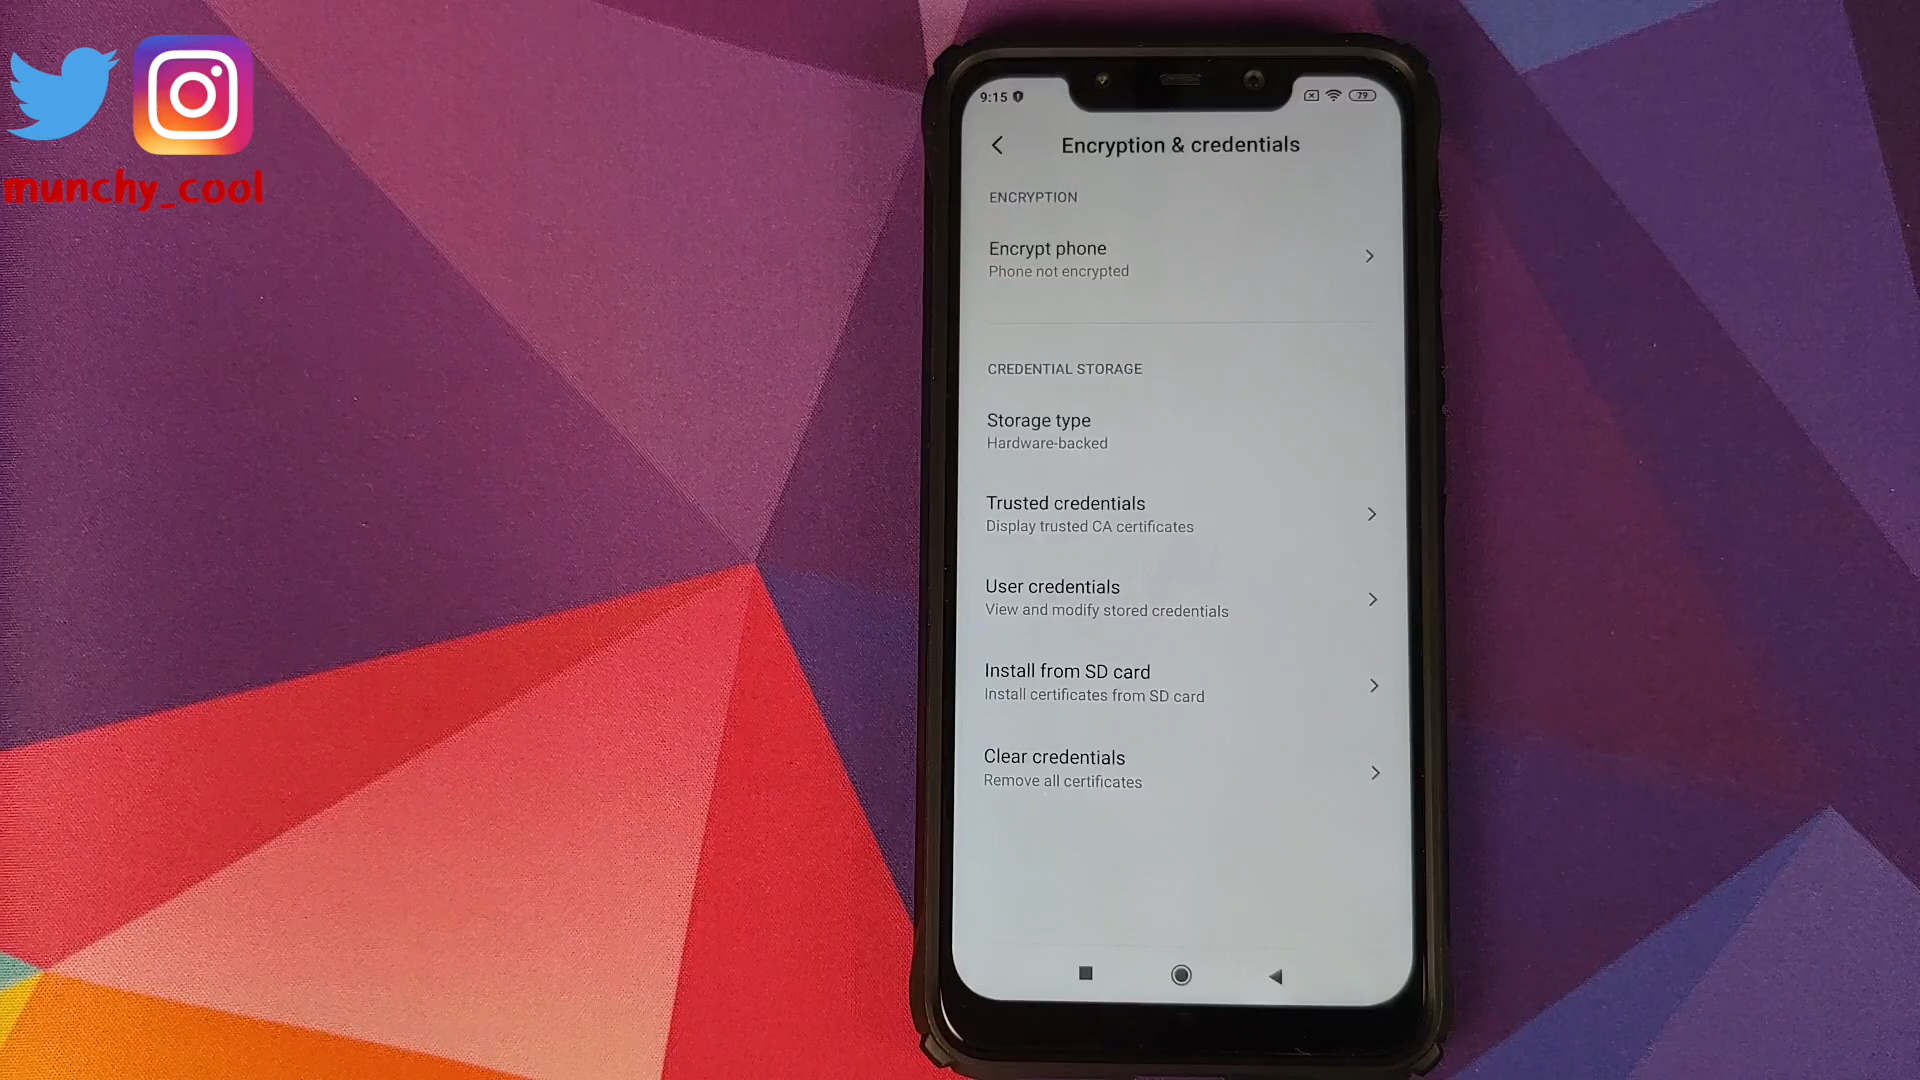 munchy_cool
9:15
79
Encryption & credentials
ENCRYPTION
Encrypt phone
Phone not encrypted
CREDENTIAL STORAGE
Storage type
Hardware-backed
Trusted credentials
Display trusted CA certificates
User credentials
View and modify stored credentials
Install from SD card
Install certificates from SD card
Clear credentials
Remove all certificates